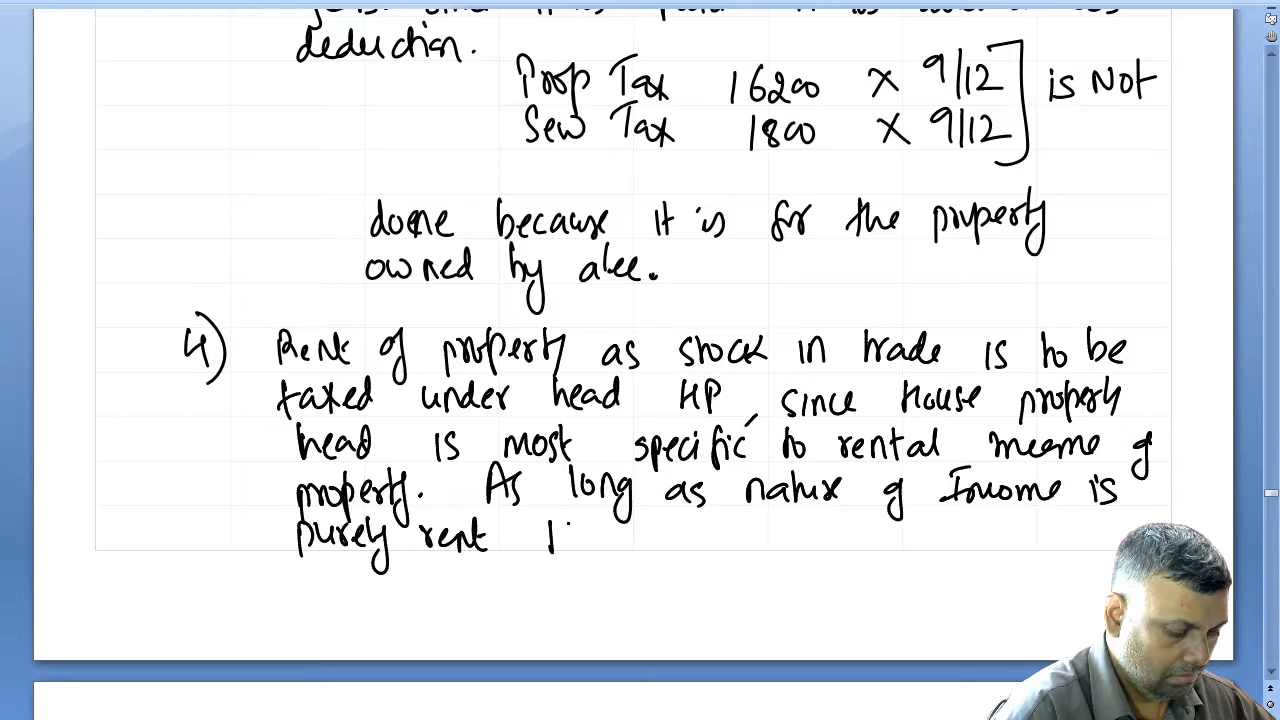 deduction.
Prop Tax 16200 X 9/12 is Not
Sew Tax 1800 X 9/12
done because it is for the property
owned by a/ee.
4) Rent of property as stock in trade is to be
taxed under head HP, since House property
head is most specific to rental income of
property. As long as nature of Income is
purely rent